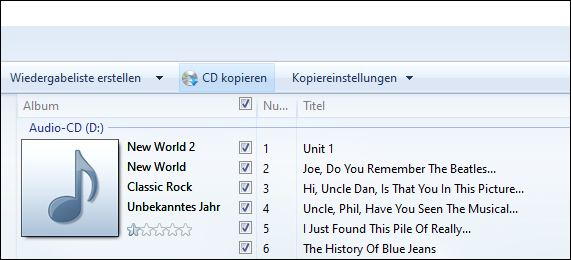 Wiedergabeliste erstellen CD kopieren Kopiereinstellungen
Album Nu... Titel
Audio-CD (D:)
New World 2 1 Unit 1
New World 2 Joe, Do You Remember The Beatles...
Classic Rock 3 Hi, Uncle Dan, Is That You In This Picture...
Unbekanntes Jahr 4 Uncle, Phil, Have You Seen The Musical...
5 I Just Found This Pile Of Really...
6 The History Of Blue Jeans